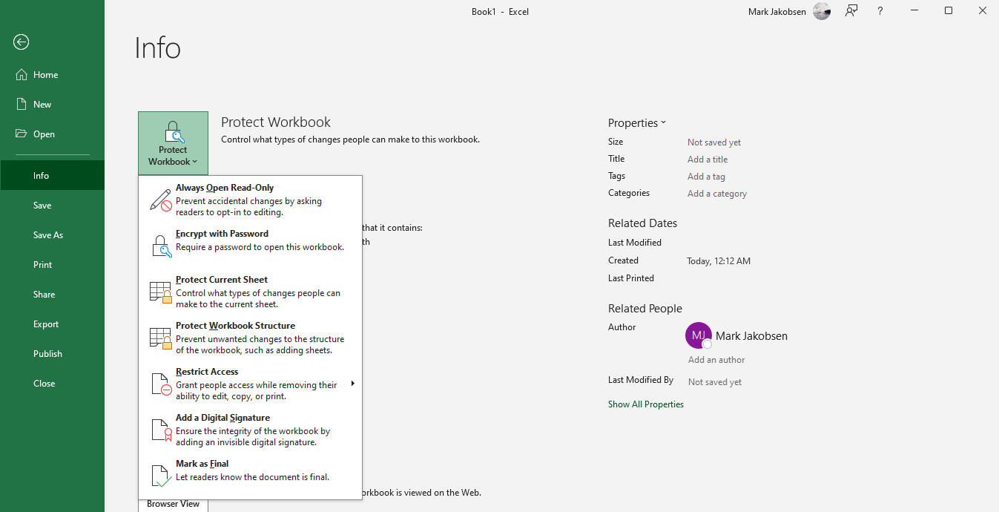 Book1 - Excel
Mark Jakobsen
?
Info
Home
New
Open
Info
Save
Save As
Print
Share
Export
Publish
Close
Protect
Workbook
Protect Workbook
Control what types of changes people can make to this workbook.
Always Open Read-Only
Prevent accidental changes by asking
readers to opt-in to editing.
Encrypt with Password
Require a password to open this workbook.
Protect Current Sheet
Control what types of changes people can
make to the current sheet.
Protect Workbook Structure
Prevent unwanted changes to the structure
of the workbook, such as adding sheets.
Restrict Access
Grant people access while removing their
ability to edit, copy, or print.
Add a Digital Signature
Ensure the integrity of the workbook by
adding an invisible digital signature.
Mark as Final
Let readers know the document is final.
that it contains:
th
orkbook is viewed on the Web.
Browser View
Properties
Size Not saved yet
Title Add a title
Tags Add a tag
Categories Add a category
Related Dates
Last Modified
Created Today, 12:12 AM
Last Printed
Related People
Author
MJ Mark Jakobsen
Add an author
Last Modified By Not saved yet
Show All Properties